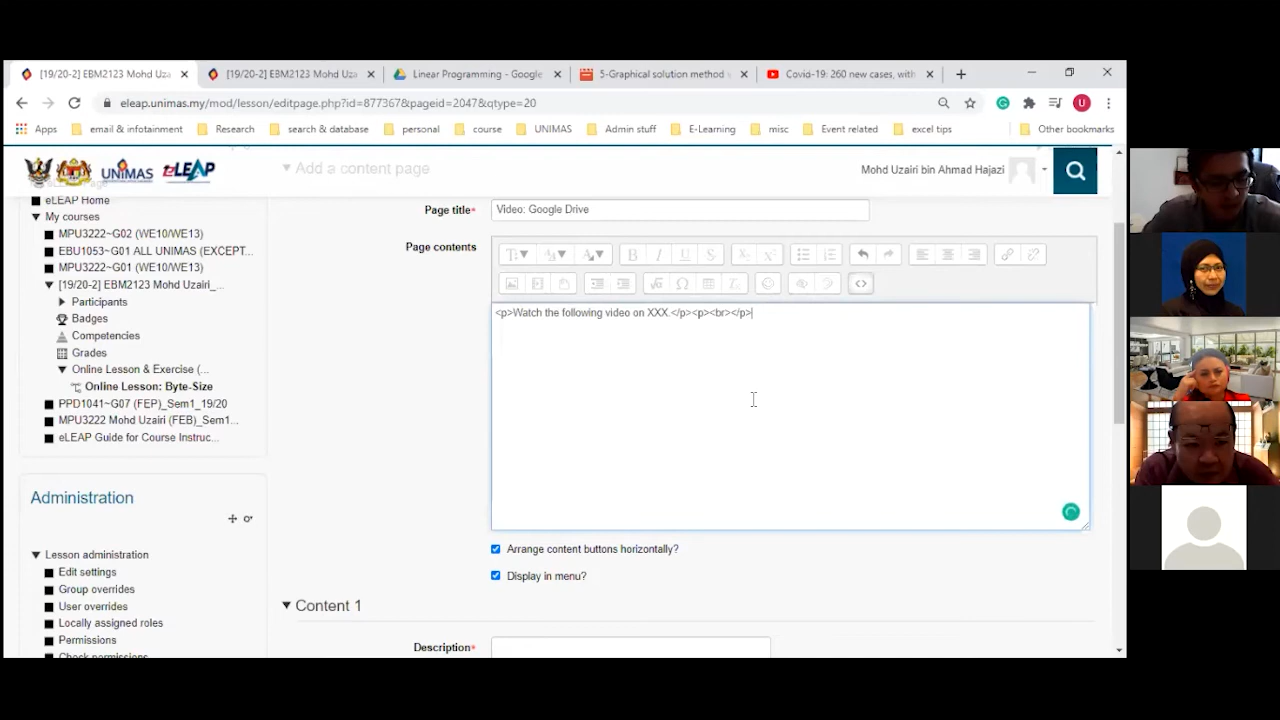 [19/20-2] EBM2123 Mohd Uza
[19/20-2] EBM2123 Mohd Uza
Linear Programming - Google
5-Graphical solution method
Covid-19: 260 new cases, with
eleap.unimas.my/mod/lesson/editpage.php?id=877367&pageid=2047&qtype=20
U
Apps
email & infotainment
Research
search & database
personal
course
UNIMAS
Admin stuff
E-Learning
misc
Event related
excel tips
Other bookmarks
UNIMAS
eLEAP
Add a content page
Mohd Uzairi bin Ahmad Hajazi
eLEAP Home
My courses
MPU3222~G02 (WE10/WE13)
EBU1053~G01 ALL UNIMAS (EXCEPT...
MPU3222~G01 (WE10/WE13)
[19/20-2] EBM2123 Mohd Uzairi_...
Participants
Badges
Competencies
Grades
Online Lesson & Exercise (...
Online Lesson: Byte-Size
PPD1041~G07 (FEP)_Sem1_19/20
MPU3222 Mohd Uzairi (FEB)_Sem1...
eLEAP Guide for Course Instruc...
Administration
Lesson administration
Edit settings
Group overrides
User overrides
Locally assigned roles
Permissions
Check permissions
Page title*
Video: Google Drive
Page contents
<p>Watch the following video on XXX.</p><p><br></p>
Arrange content buttons horizontally?
Display in menu?
Content 1
Description*